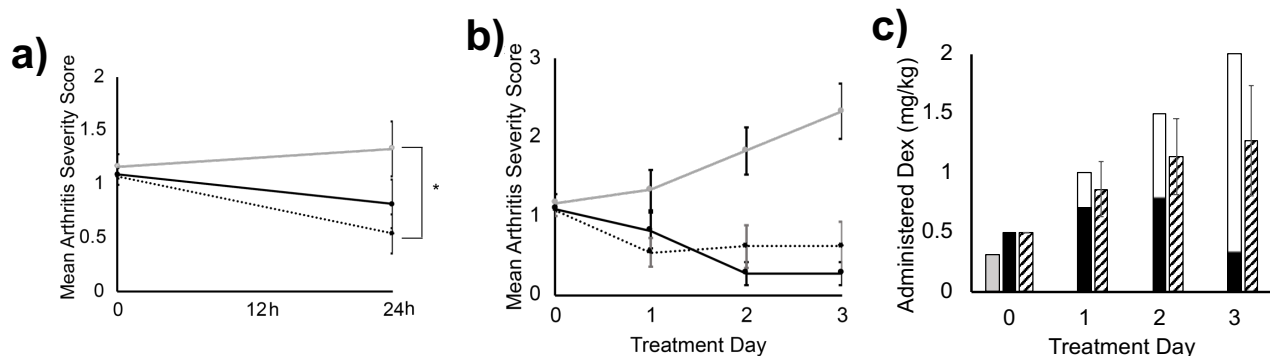 a)
Mean Arthritis Severity Score
2
1.5
1
0.5
0
0 12h 24h
*
b)
Mean Arthritis Severity Score
3
2
1
0
0 1 2 3
Treatment Day
c)
Administered Dex (mg/kg)
2
1.5
1
0.5
0
0 1 2 3
Treatment Day